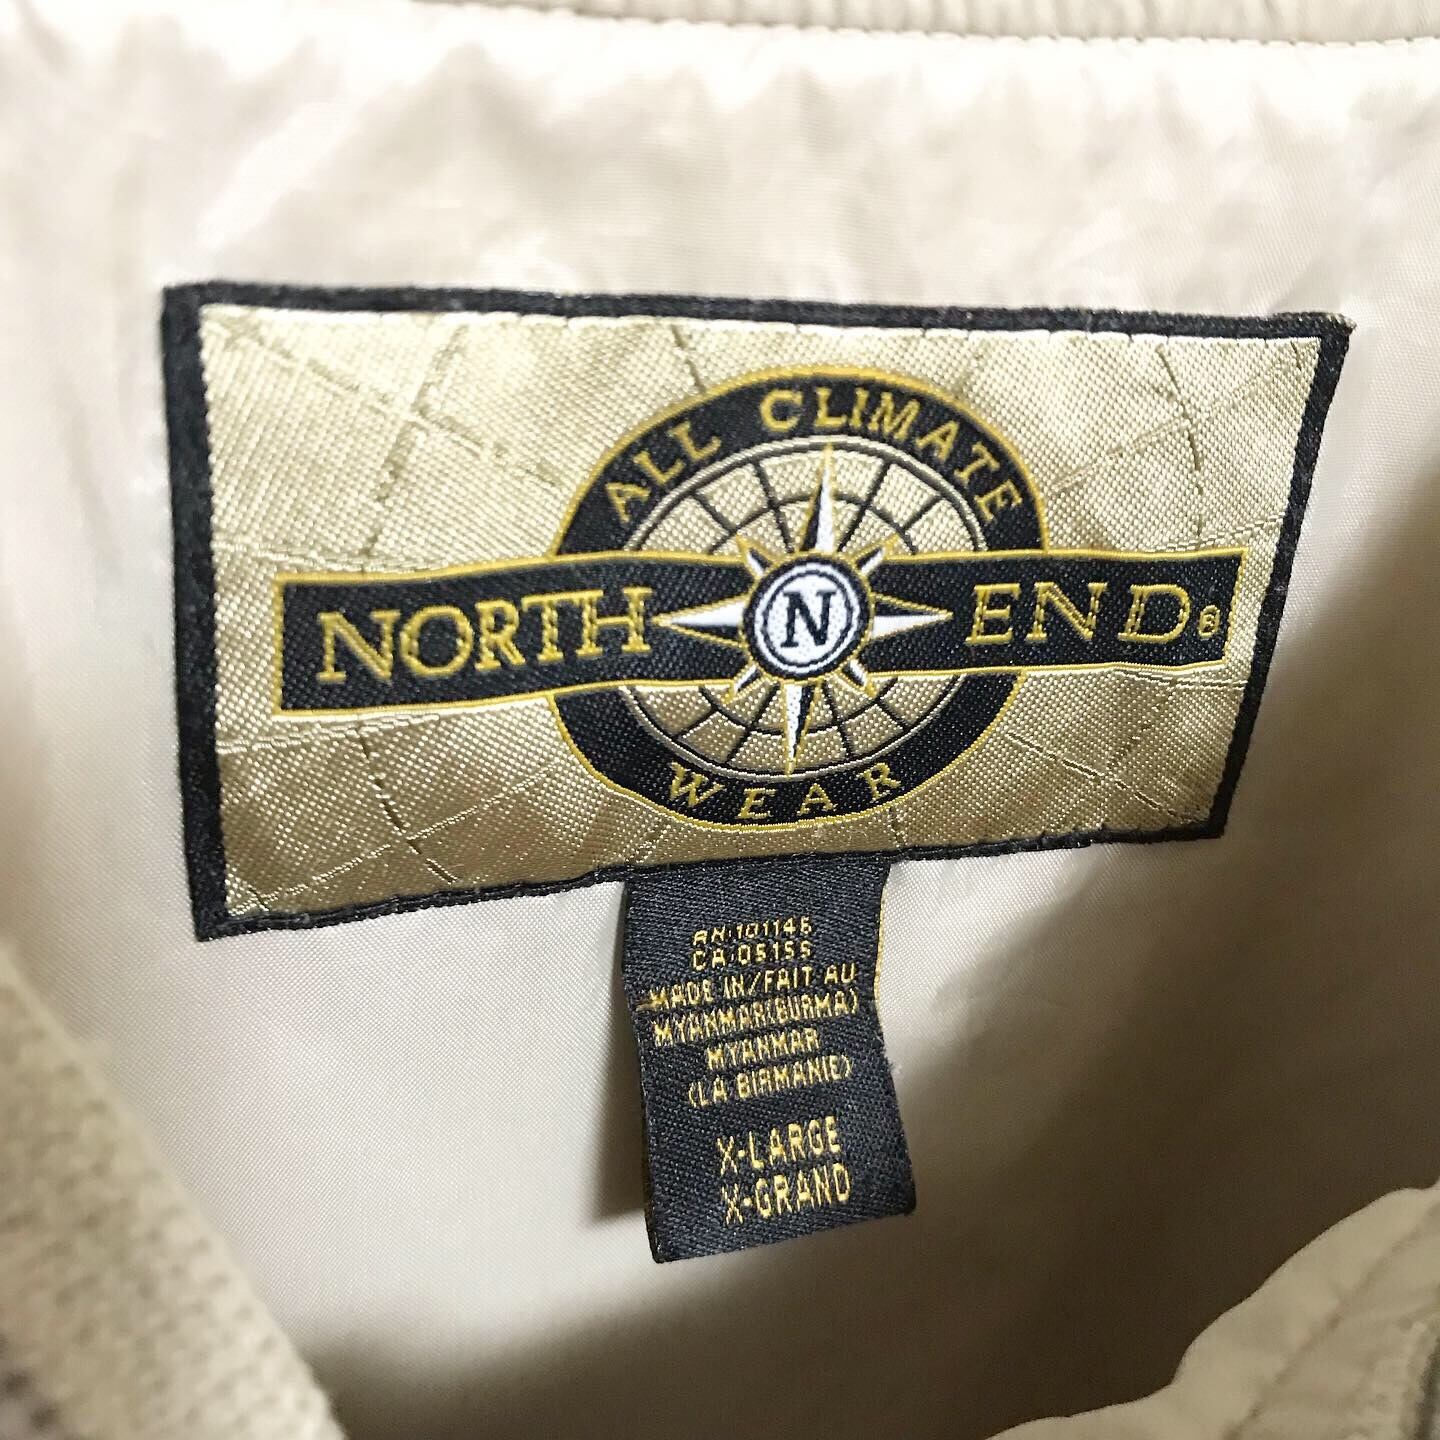 ALL CLIMATE
NORTH N END®
WEAR
RN:101146
CA:05155
MADE IN/FAIT AU
MYANMAR(BURMA)
MYANMAR
(LA BIRMANIE)
X-LARGE
X-GRAND